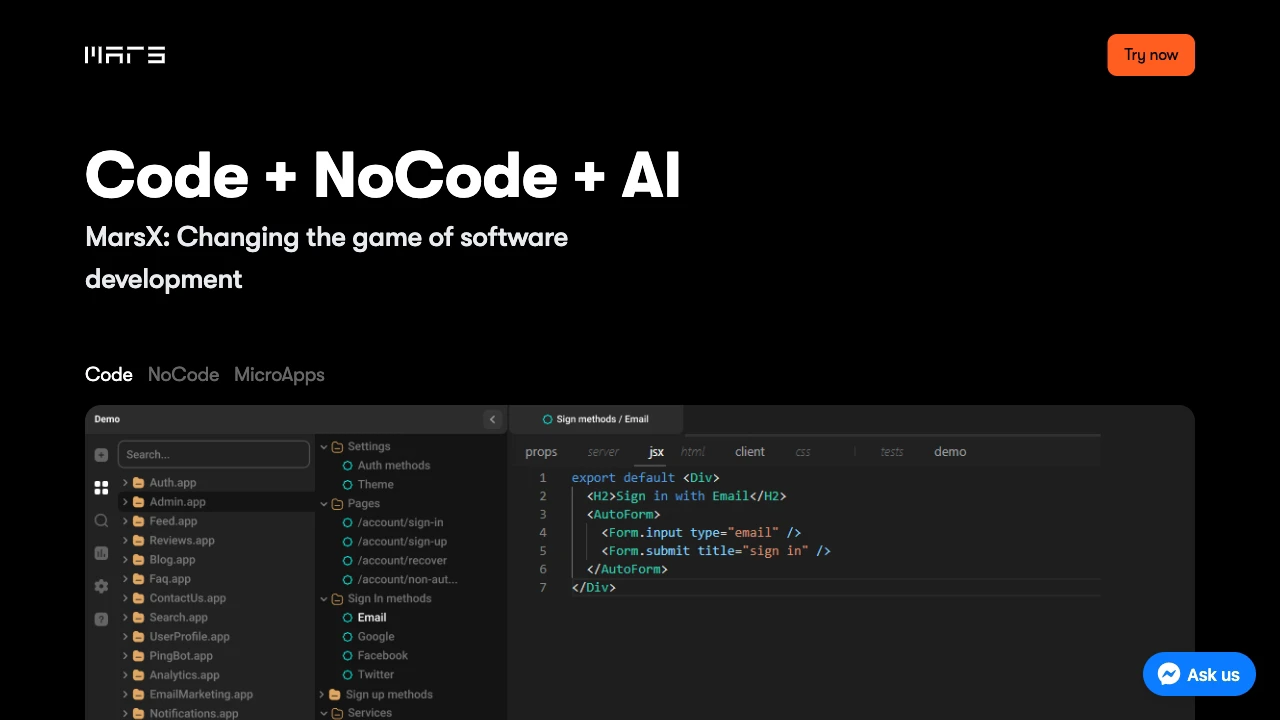 MARS
Try now
Code + NoCode + AI
MarsX: Changing the game of software
development
Code NoCode MicroApps
Demo
Search...
Auth.app
Admin.app
Feed.app
Reviews.app
Blog.app
Faq.app
ContactUs.app
Search.app
UserProfile.app
PingBot.app
Analytics.app
EmailMarketing.app
Notifications.app
Settings
Auth methods
Theme
Pages
/account/sign-in
/account/sign-up
/account/recover
/account/non-aut...
Sign In methods
Email
Google
Facebook
Twitter
Sign up methods
Services
Sign methods / Email
props server jsx html client css | tests demo
1 export default <Div>
2 <H2>Sign in with Email</H2>
3 <AutoForm>
4 <Form.input type="email" />
5 <Form.submit title="sign in" />
6 </AutoForm>
7 </Div>
Ask us